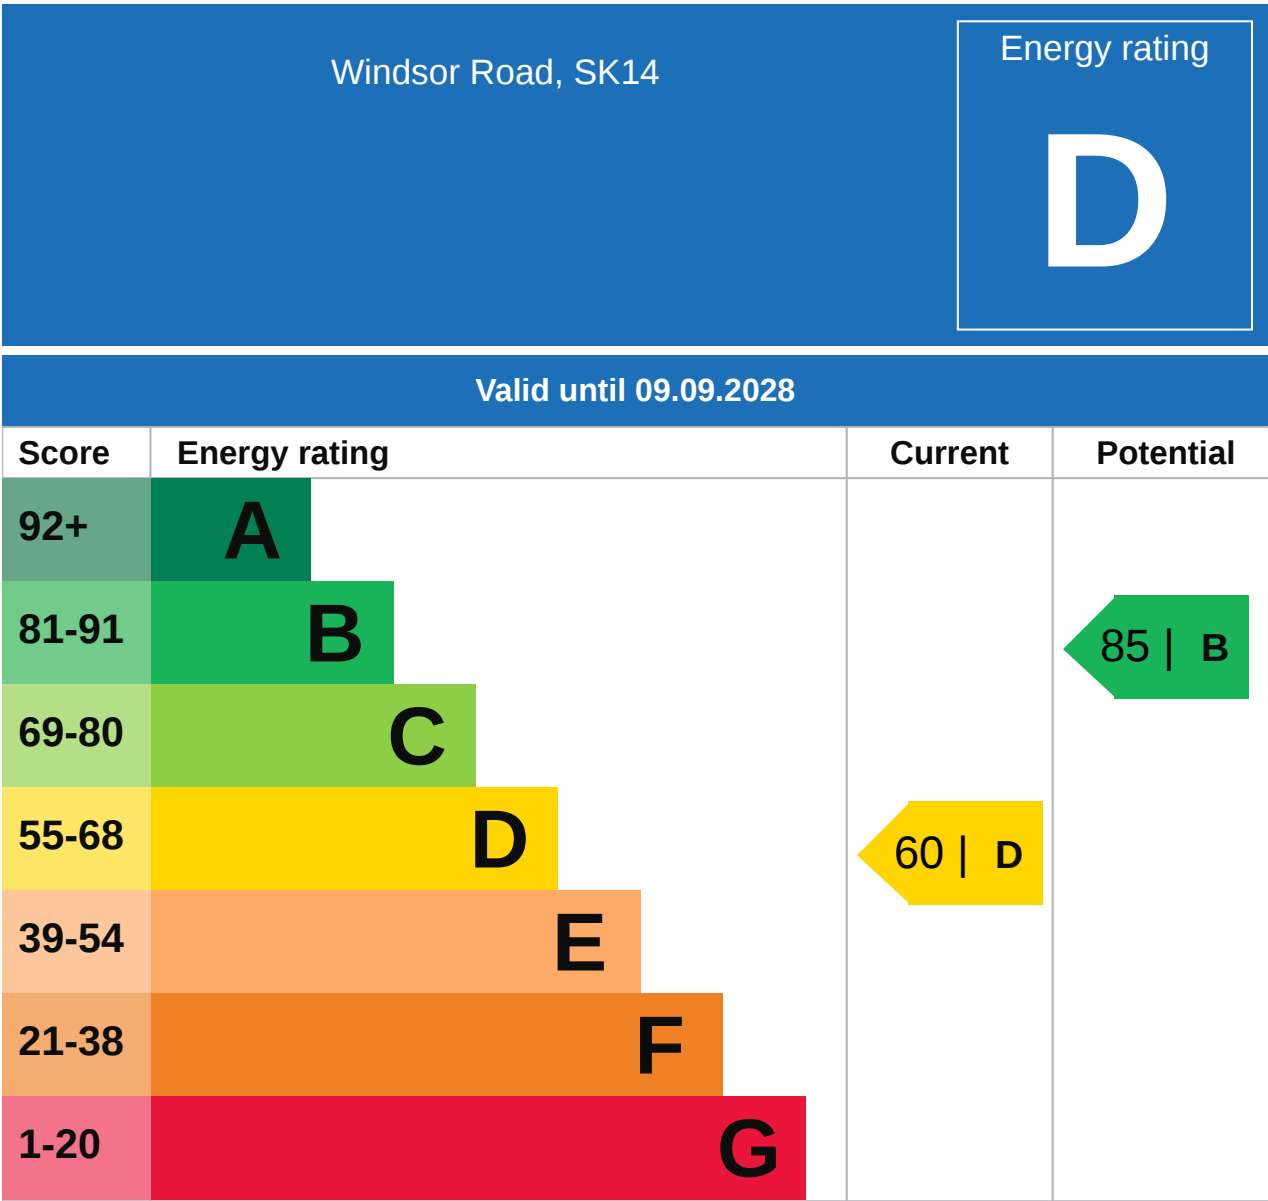 Windsor Road, SK14
Energy rating
D
Valid until 09.09.2028
Score Energy rating Current Potential
92+ A
81-91 B 85 | B
69-80 C
55-68 D 60 | D
39-54 E
21-38 F
1-20 G